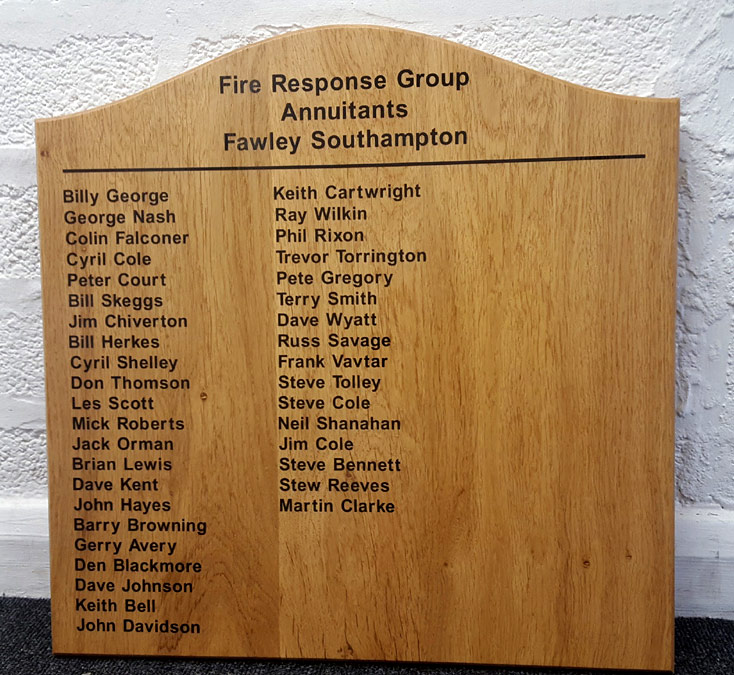 Fire Response Group
Annuitants
Fawley Southampton
Billy George
George Nash
Colin Falconer
Cyril Cole
Peter Court
Bill Skeggs
Jim Chiverton
Bill Herkes
Cyril Shelley
Don Thomson
Les Scott
Mick Roberts
Jack Orman
Brian Lewis
Dave Kent
John Hayes
Barry Browning
Gerry Avery
Den Blackmore
Dave Johnson
Keith Bell
John Davidson
Keith Cartwright
Ray Wilkin
Phil Rixon
Trevor Torrington
Pete Gregory
Terry Smith
Dave Wyatt
Russ Savage
Frank Vavtar
Steve Tolley
Steve Cole
Neil Shanahan
Jim Cole
Steve Bennett
Stew Reeves
Martin Clarke